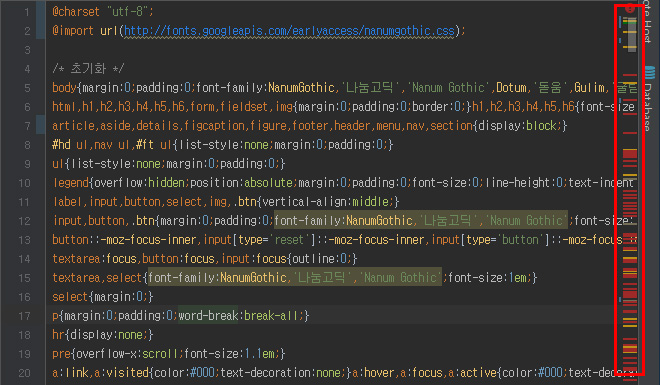 1 @charset "utf-8";
2 @import url(http://fonts.googleapis.com/earlyaccess/nanumgothic.css);
3
4 /* 초기화 */
5 body{margin:0;padding:0;font-family:NanumGothic,'나눔고딕','Nanum Gothic',Dotum,'돋움',Gulim,'굴림
6 html,h1,h2,h3,h4,h5,h6,form,fieldset,img{margin:0;padding:0;border:0;}h1,h2,h3,h4,h5,h6{font-size
7 article,aside,details,figcaption,figure,footer,header,menu,nav,section{display:block;}
8 #hd ul,nav ul,#ft ul{list-style:none;margin:0;padding:0;}
9 ul{list-style:none;margin:0;padding:0;}
10 legend{overflow:hidden;position:absolute;margin:0;padding:0;font-size:0;line-height:0;text-indent
11 label,input,button,select,img,.btn{vertical-align:middle;}
12 input,button,.btn{margin:0;padding:0;font-family:NanumGothic,'나눔고딕','Nanum Gothic';font-size:
13 button::-moz-focus-inner,input[type='reset']::-moz-focus-inner,input[type='button']::-moz-focus-i
14 textarea:focus,button:focus,input:focus{outline:0;}
15 textarea,select{font-family:NanumGothic,'나눔고딕','Nanum Gothic';font-size:1em;}
16 select{margin:0;}
17 p{margin:0;padding:0;word-break:break-all;}
18 hr{display:none;}
19 pre{overflow-x:scroll;font-size:1.1em;}
20 a:link,a:visited{color:#000;text-decoration:none;}a:hover,a:focus,a:active{color:#000;text-decora
Host
Database